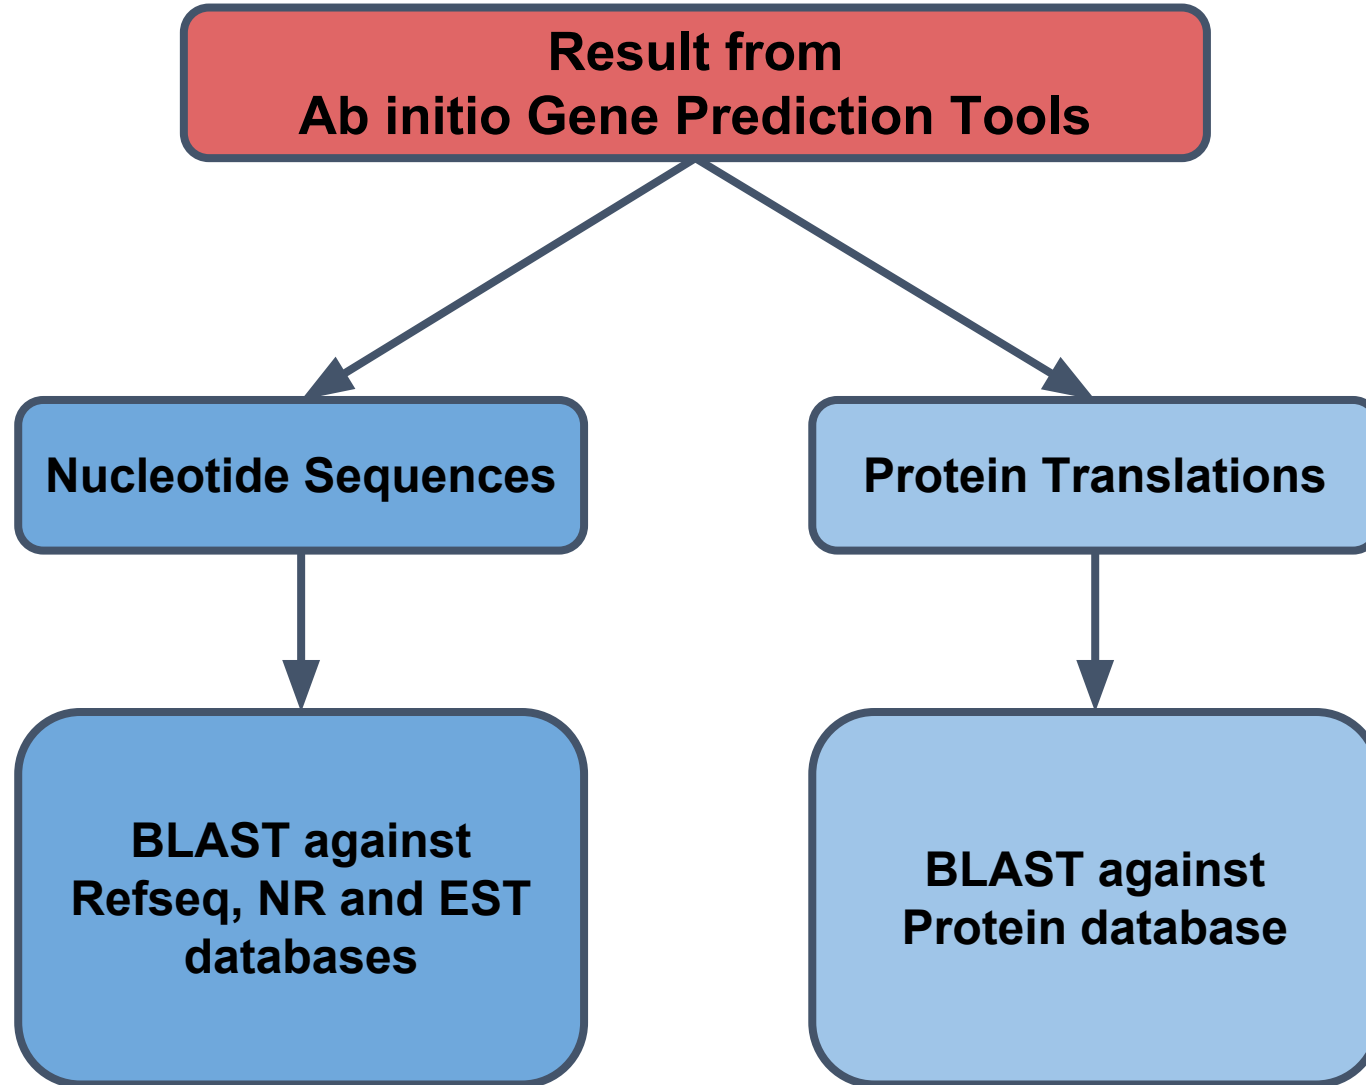 Result from
Ab initio Gene Prediction Tools
Nucleotide Sequences
Protein Translations
BLAST against
Refseq, NR and EST
databases
BLAST against
Protein database